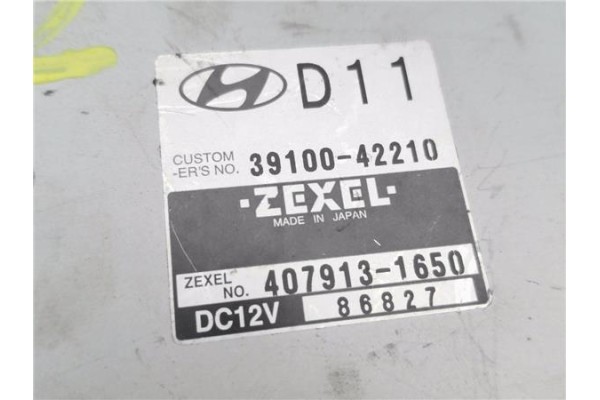 D11
CUSTOM
-ER'S NO. 39100-42210
·ZEXEL·
MADE IN JAPAN
ZEXEL
NO. 407913-1650
DC12V 86827